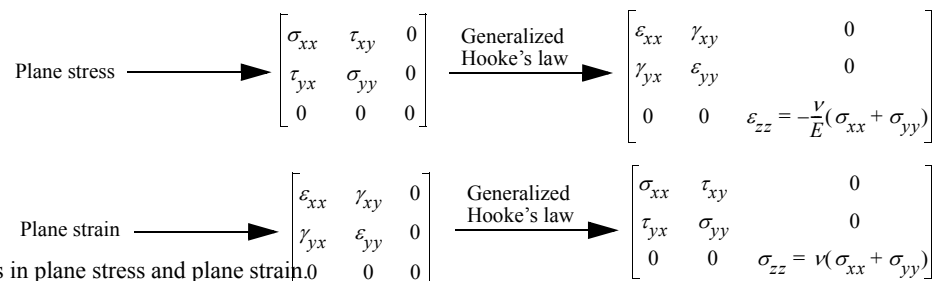 Plane stress
σxx τxy 0
τyx σyy 0
0 0 0
Generalized
Hooke's law
εxx γxy 0
γyx εyy 0
0 0 εzz = -ν/E(σxx + σyy)
Plane strain
εxx γxy 0
γyx εyy 0
0 0 0
Generalized
Hooke's law
σxx τxy 0
τyx σyy 0
0 0 σzz = ν(σxx + σyy)
s in plane stress and plane strain.